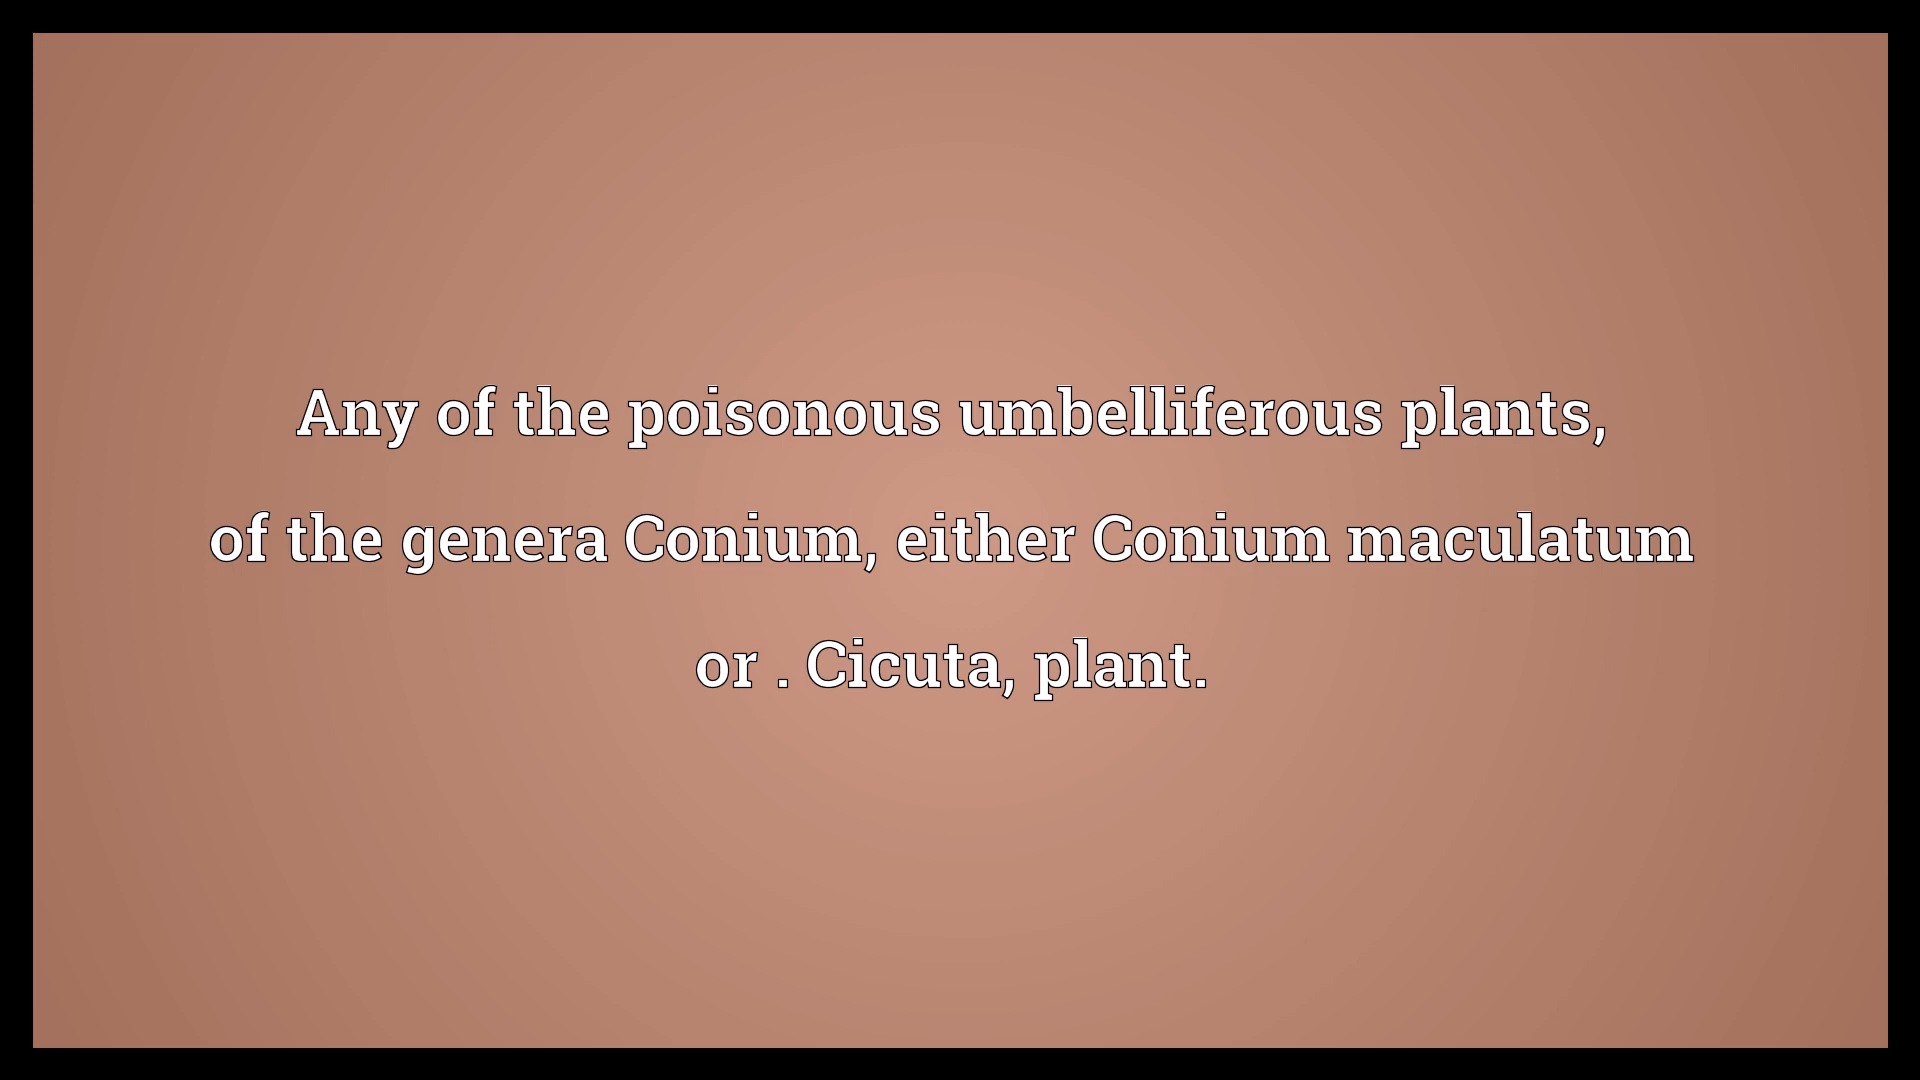 Any of the poisonous umbelliferous plants,
of the genera Conium, either Conium maculatum
or . Cicuta, plant.